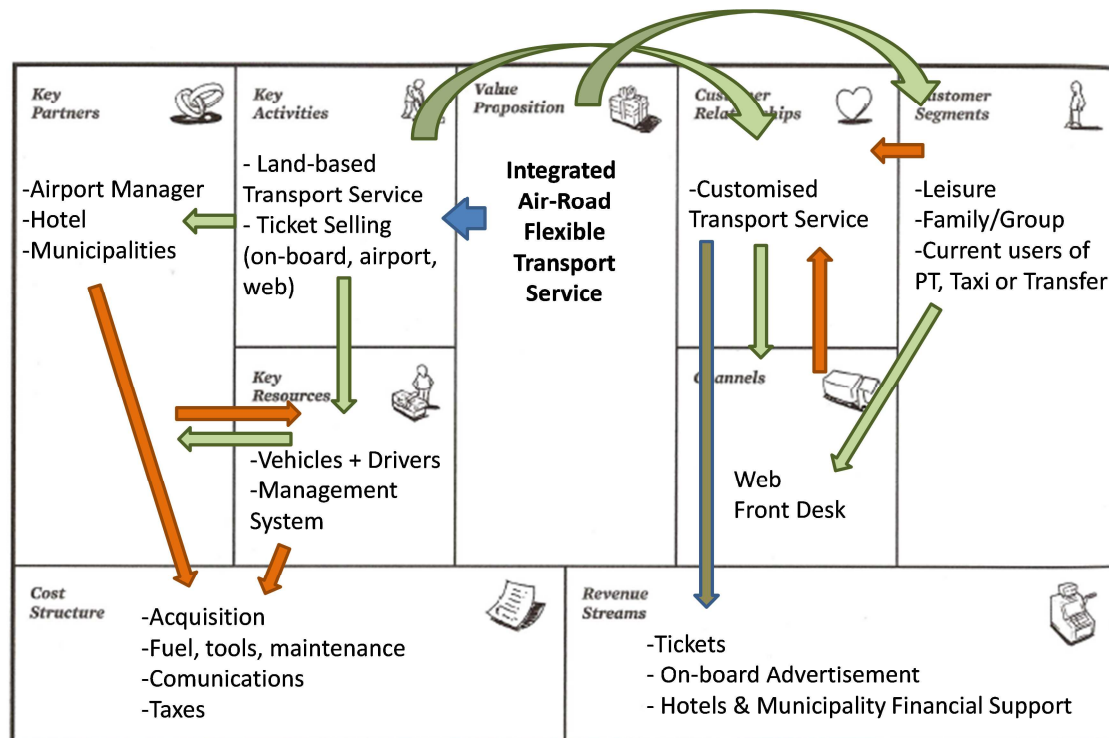 Key
Partners
-Airport Manager
-Hotel
-Municipalities
Key
Activities
- Land-based
Transport Service
- Ticket Selling
(on-board, airport,
web)
Key
Resources
-Vehicles + Drivers
-Management
System
Value
Proposition
Integrated
Air-Road
Flexible
Transport
Service
Customer
Relationships
-Customised
Transport Service
Channels
Web
Front Desk
Customer
Segments
-Leisure
-Family/Group
-Current users of
PT, Taxi or Transfer
Cost
Structure
-Acquisition
-Fuel, tools, maintenance
-Comunications
-Taxes
Revenue
Streams
-Tickets
- On-board Advertisement
- Hotels & Municipality Financial Support